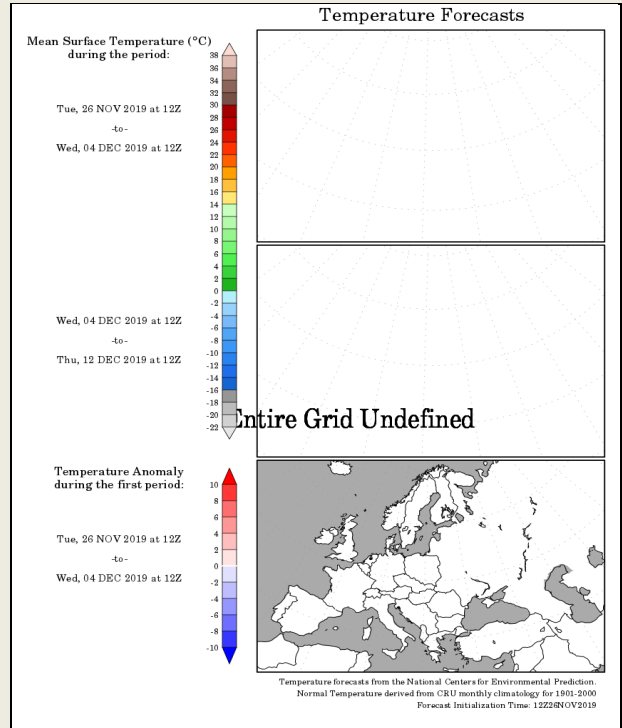 Temperature Forecasts
Mean Surface Temperature (°C)
during the period:
Tue, 26 NOV 2019 at 12Z
-to-
Wed, 04 DEC 2019 at 12Z
38
36
34
32
30
28
26
24
22
20
18
16
14
12
10
8
6
4
2
0
-2
-4
-6
-8
-10
-12
-14
-16
-18
-20
-22
Wed, 04 DEC 2019 at 12Z
-to-
Thu, 12 DEC 2019 at 12Z
Entire Grid Undefined
Temperature Anomaly
during the first period:
Tue, 26 NOV 2019 at 12Z
-to-
Wed, 04 DEC 2019 at 12Z
10
8
6
4
2
0
-2
-4
-6
-8
-10
Temperature forecasts from the National Centers for Environmental Prediction.
Normal Temperature derived from CRU monthly climatology for 1901-2000
Forecast Initialization Time: 12Z26NOV2019